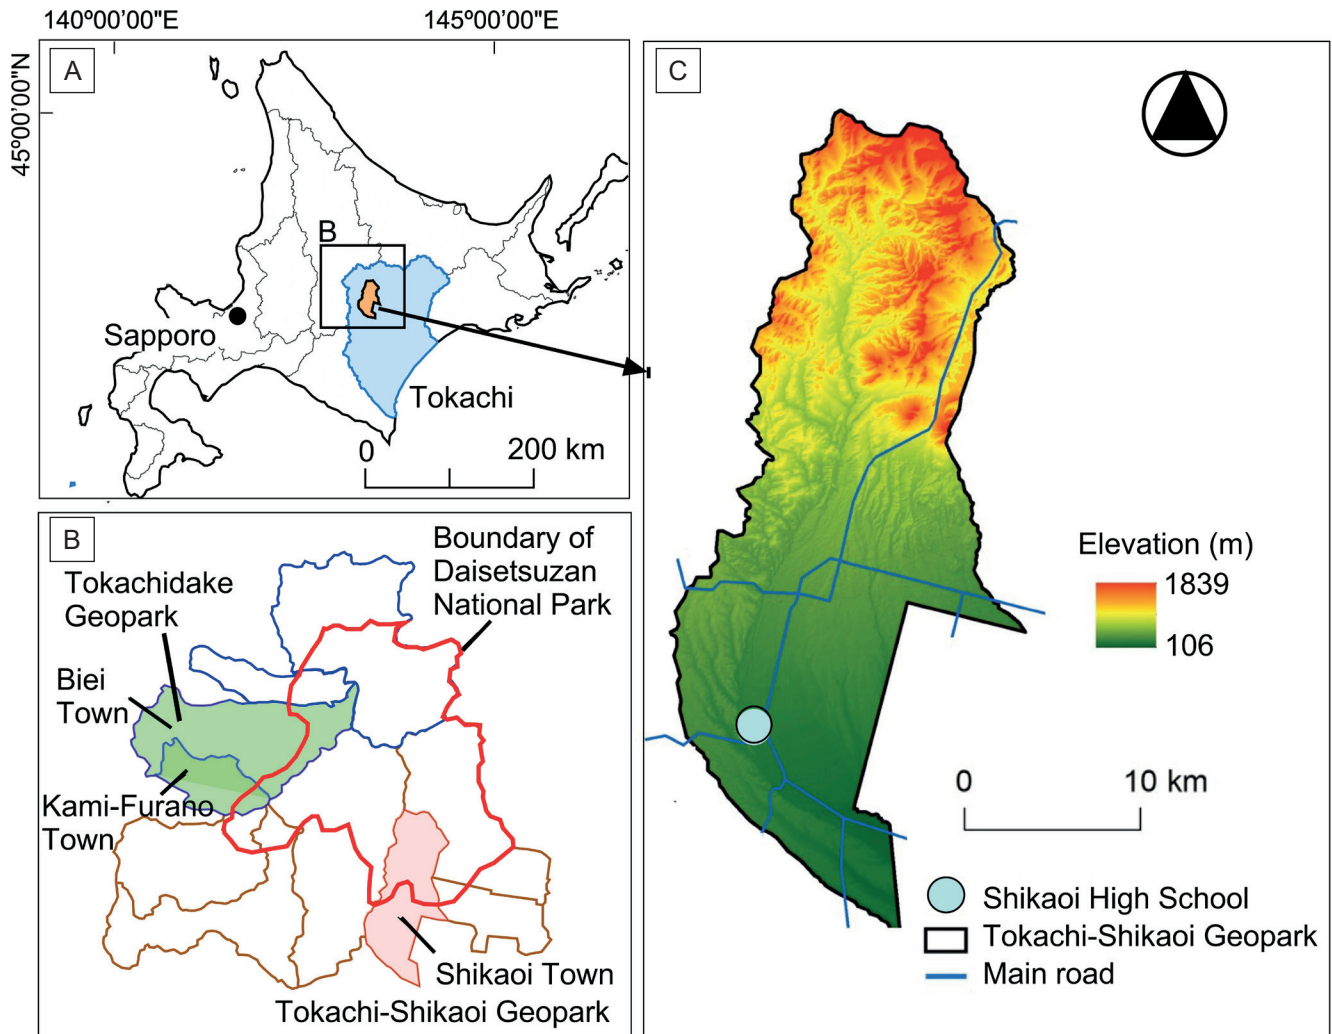 140º00’00"E
145º00’00"E
45º00’00"N
A
B
Sapporo
Tokachi
0
200 km
B
Boundary of
Daisetsuzan
National Park
Tokachidake
Geopark
Biei
Town
Kami-Furano
Town
Shikaoi Town
Tokachi-Shikaoi Geopark
C
Elevation (m)
1839
106
0
10 km
Shikaoi High School
Tokachi-Shikaoi Geopark
Main road